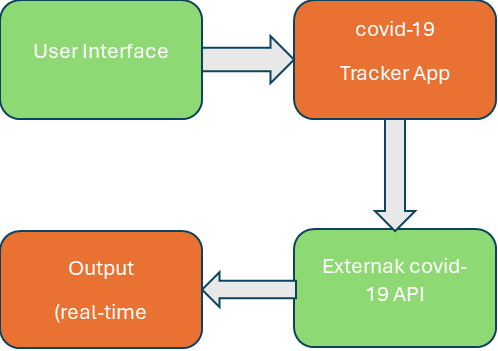 User Interface
covid-19
Tracker App
Externak covid-
19 API
Output
(real-time